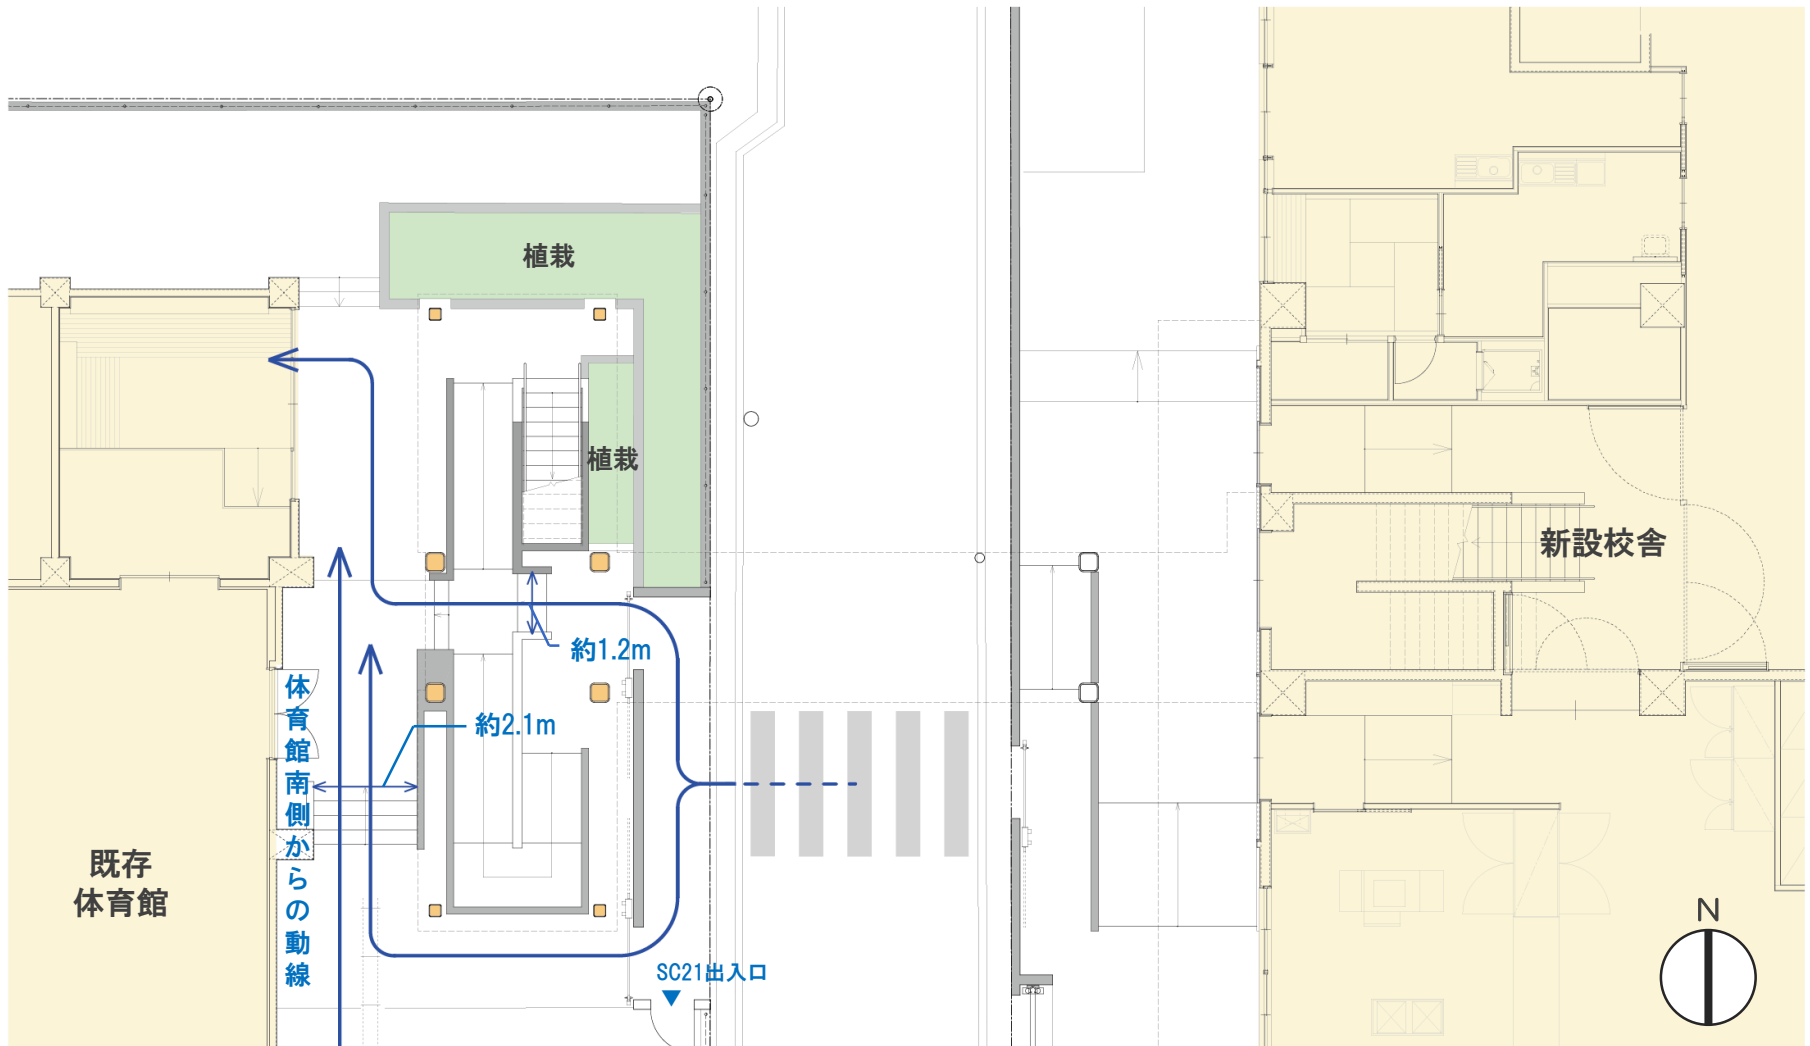 植栽
植栽
新設校舎
約1.2m
約2.1m
体育館南側からの動線
既存
体育館
SC21出入口
N